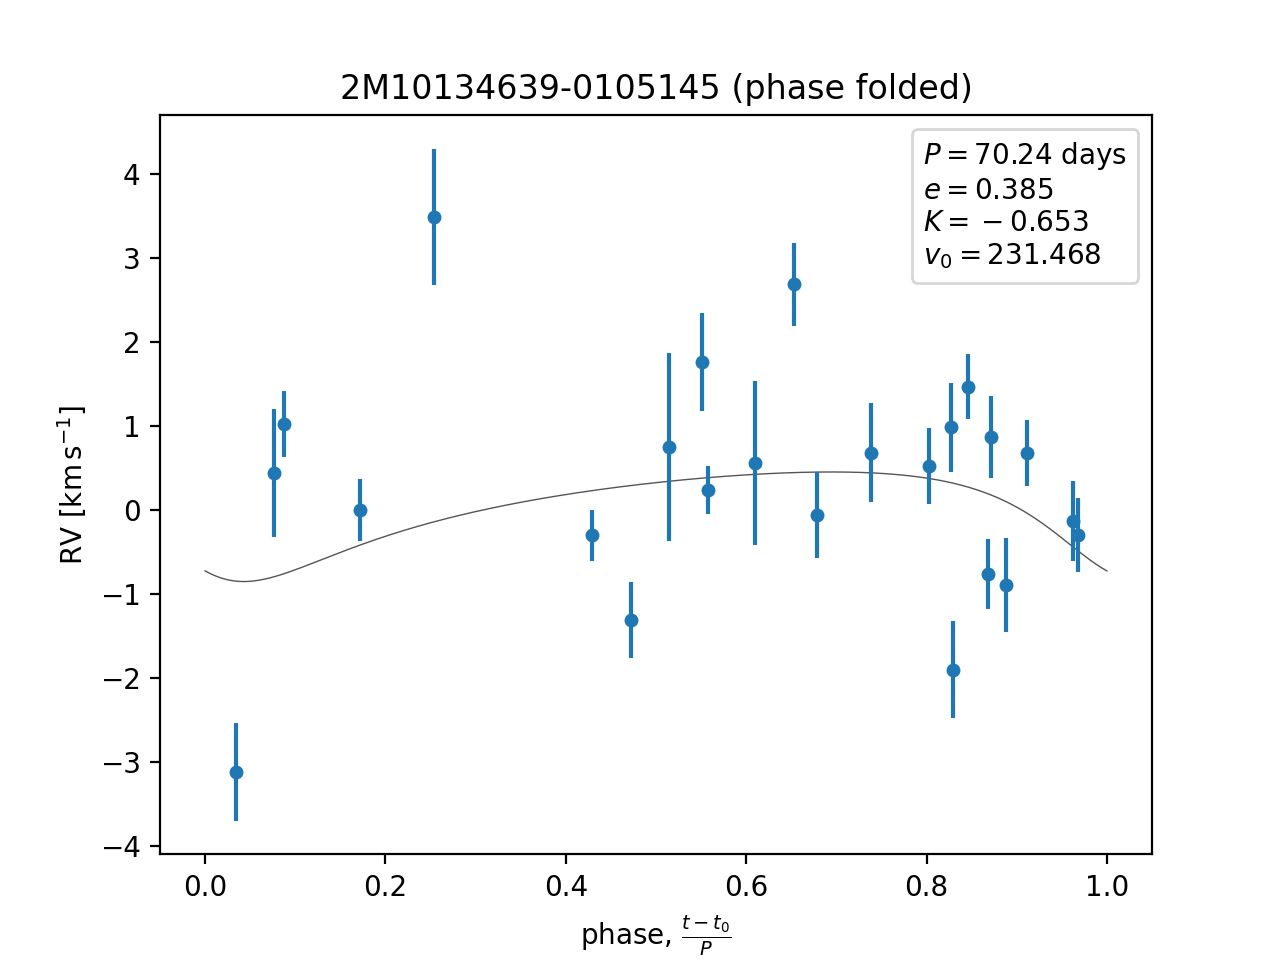 2M10134639-0105145 (phase folded)
P = 70.24 days
e = 0.385
K = −0.653
v₀ = 231.468
RV [km s⁻¹]
4
3
2
1
0
−1
−2
−3
−4
0.0 0.2 0.4 0.6 0.8 1.0
phase, (t − t₀)/P